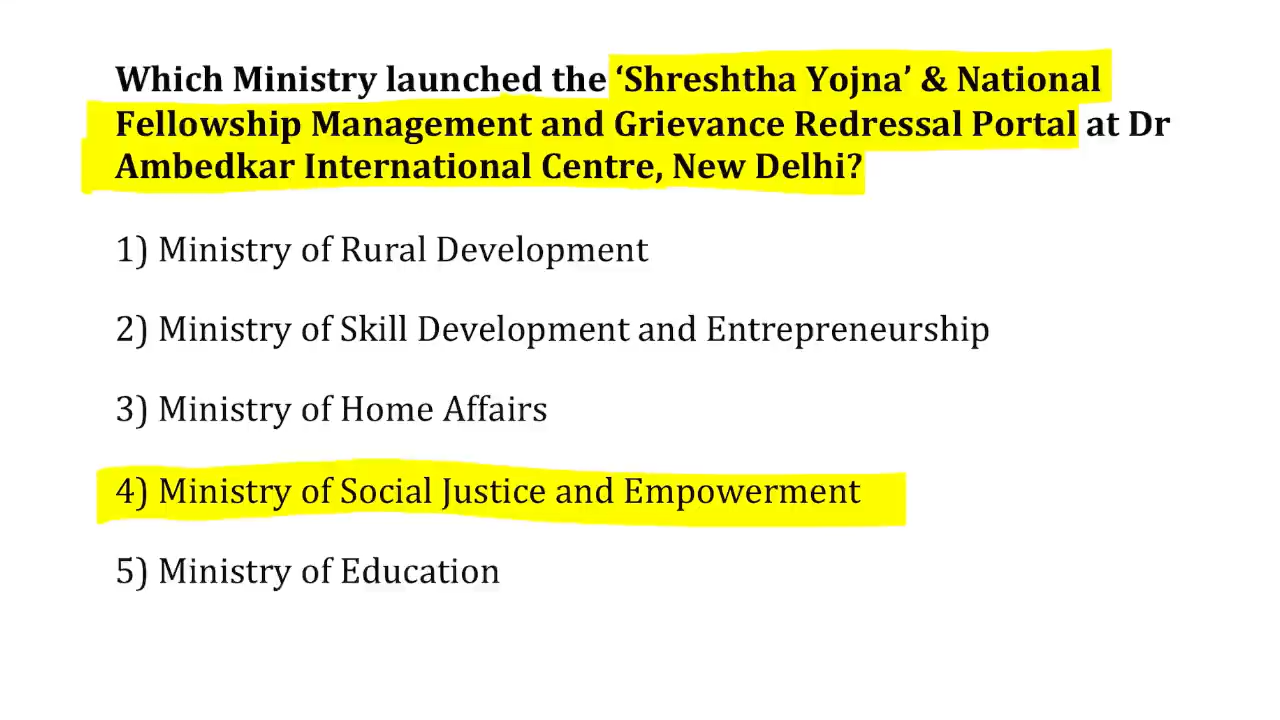 Which Ministry launched the ‘Shreshtha Yojna’ & National
Fellowship Management and Grievance Redressal Portal at Dr
Ambedkar International Centre, New Delhi?
1) Ministry of Rural Development
2) Ministry of Skill Development and Entrepreneurship
3) Ministry of Home Affairs
4) Ministry of Social Justice and Empowerment
5) Ministry of Education